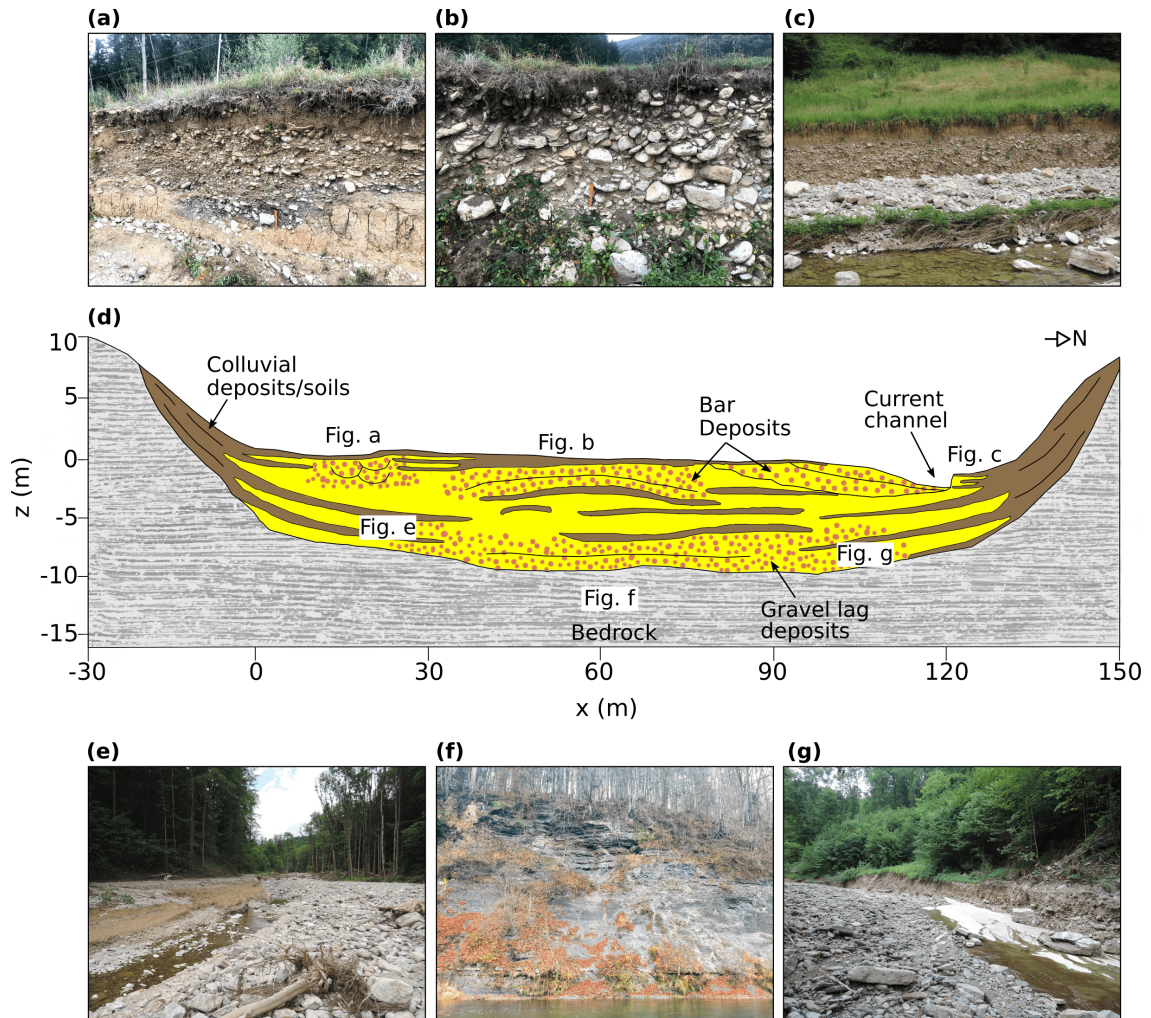 (a)
(b)
(c)
(d)
10
5
0
-5
-10
-15
z (m)
N
Colluvial
deposits/soils
Fig. a
Fig. b
Bar
Deposits
Current
channel
Fig. c
Fig. e
Fig. g
Fig. f
Bedrock
Gravel lag
deposits
-30
0
30
60
90
120
150
x (m)
(e)
(f)
(g)